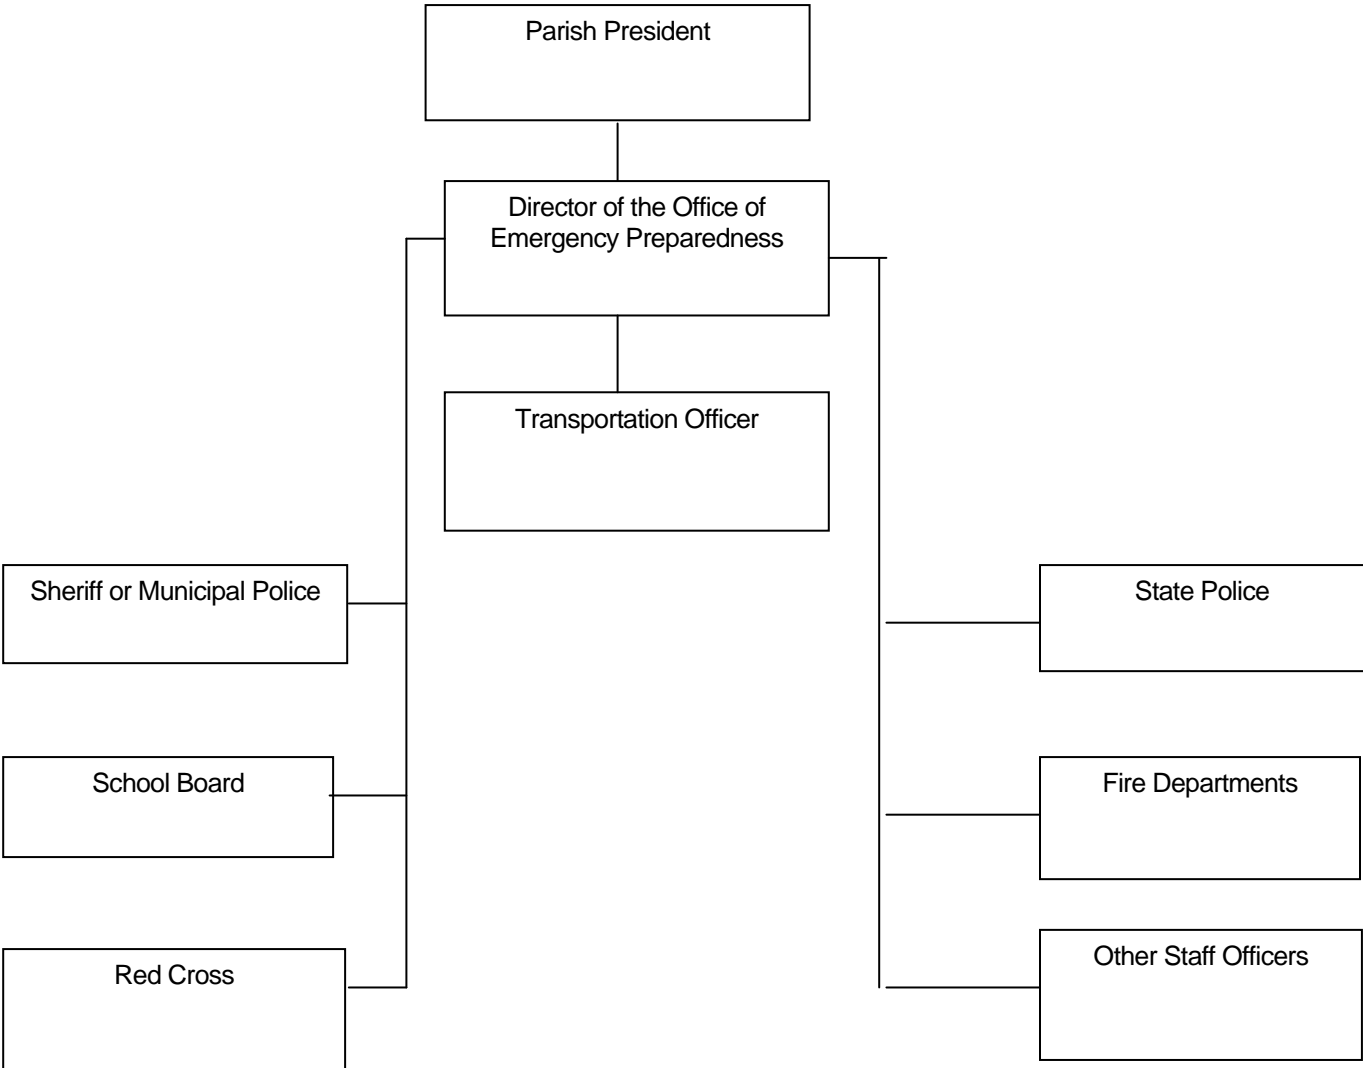 Parish President
Director of the Office of
Emergency Preparedness
Transportation Officer
Sheriff or Municipal Police
State Police
School Board
Fire Departments
Red Cross
Other Staff Officers